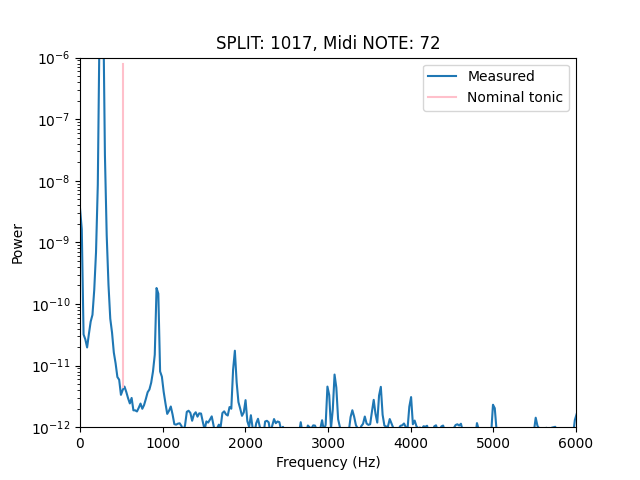 SPLIT: 1017, Midi NOTE: 72
Measured
Nominal tonic
Power
10⁻⁶
10⁻⁷
10⁻⁸
10⁻⁹
10⁻¹⁰
10⁻¹¹
10⁻¹²
0 1000 2000 3000 4000 5000 6000
Frequency (Hz)